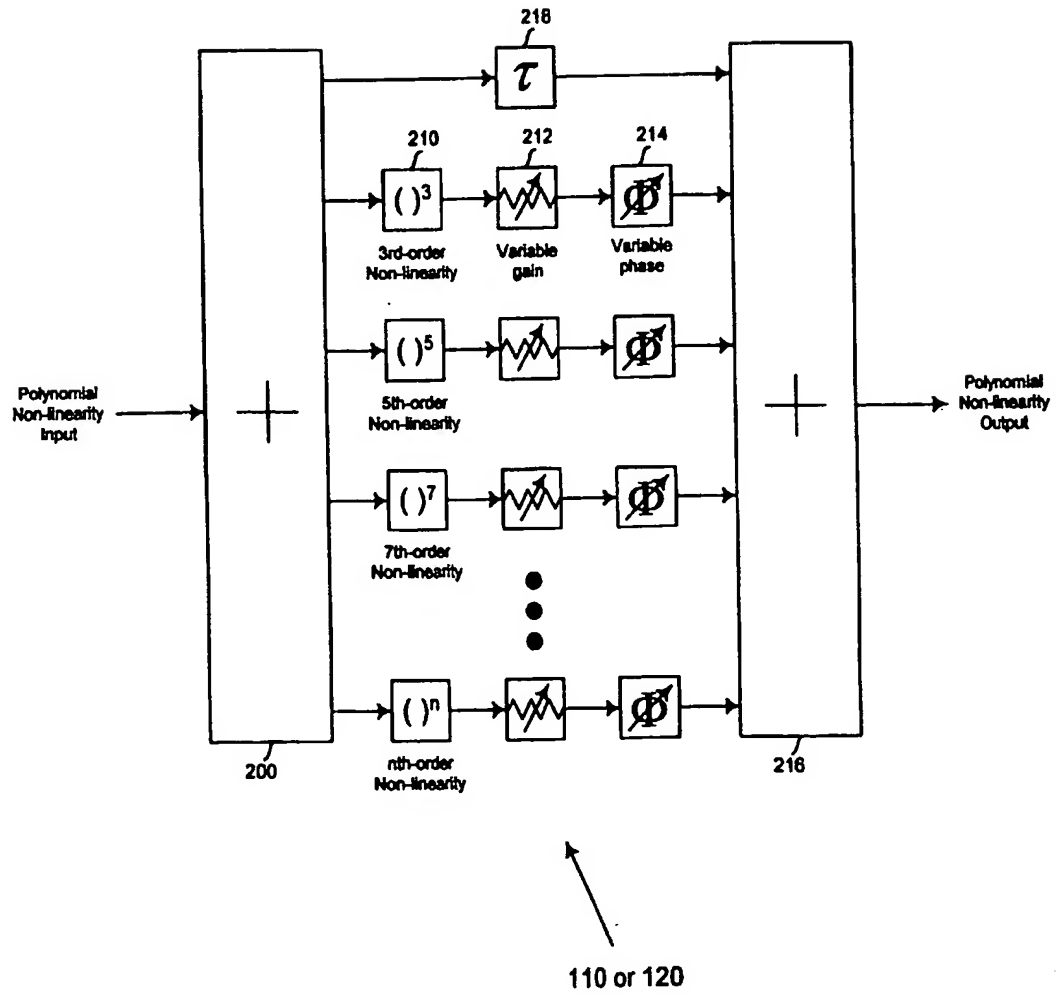 218
τ
210
212
214
( )3
Φ
3rd-order
Non-linearity
Variable
gain
Variable
phase
( )5
Φ
5th-order
Non-linearity
Polynomial
Non-linearity
Input
+
+
Polynomial
Non-linearity
Output
( )7
Φ
7th-order
Non-linearity
( )n
Φ
nth-order
Non-linearity
200
216
110 or 120